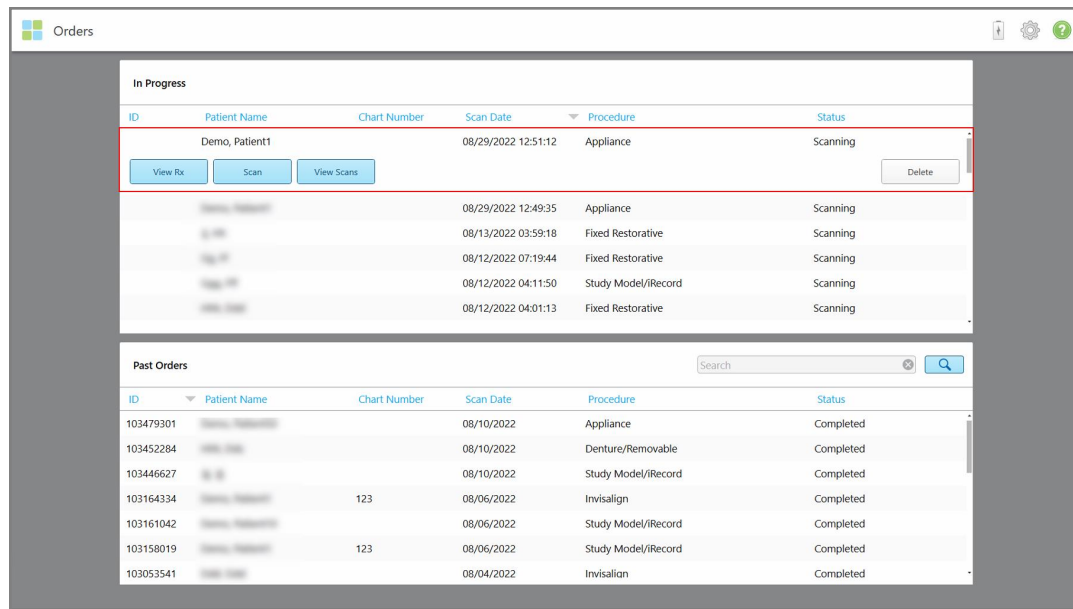 Orders
?
In Progress
ID Patient Name Chart Number Scan Date Procedure Status
Demo, Patient1 08/29/2022 12:51:12 Appliance Scanning
View Rx Scan View Scans Delete
08/29/2022 12:49:35 Appliance Scanning
08/13/2022 03:59:18 Fixed Restorative Scanning
08/12/2022 07:19:44 Fixed Restorative Scanning
08/12/2022 04:11:50 Study Model/iRecord Scanning
08/12/2022 04:01:13 Fixed Restorative Scanning
Past Orders Search
ID Patient Name Chart Number Scan Date Procedure Status
103479301 08/10/2022 Appliance Completed
103452284 08/10/2022 Denture/Removable Completed
103446627 08/10/2022 Study Model/iRecord Completed
103164334 123 08/06/2022 Invisalign Completed
103161042 08/06/2022 Study Model/iRecord Completed
103158019 123 08/06/2022 Study Model/iRecord Completed
103053541 08/04/2022 Invisalign Completed